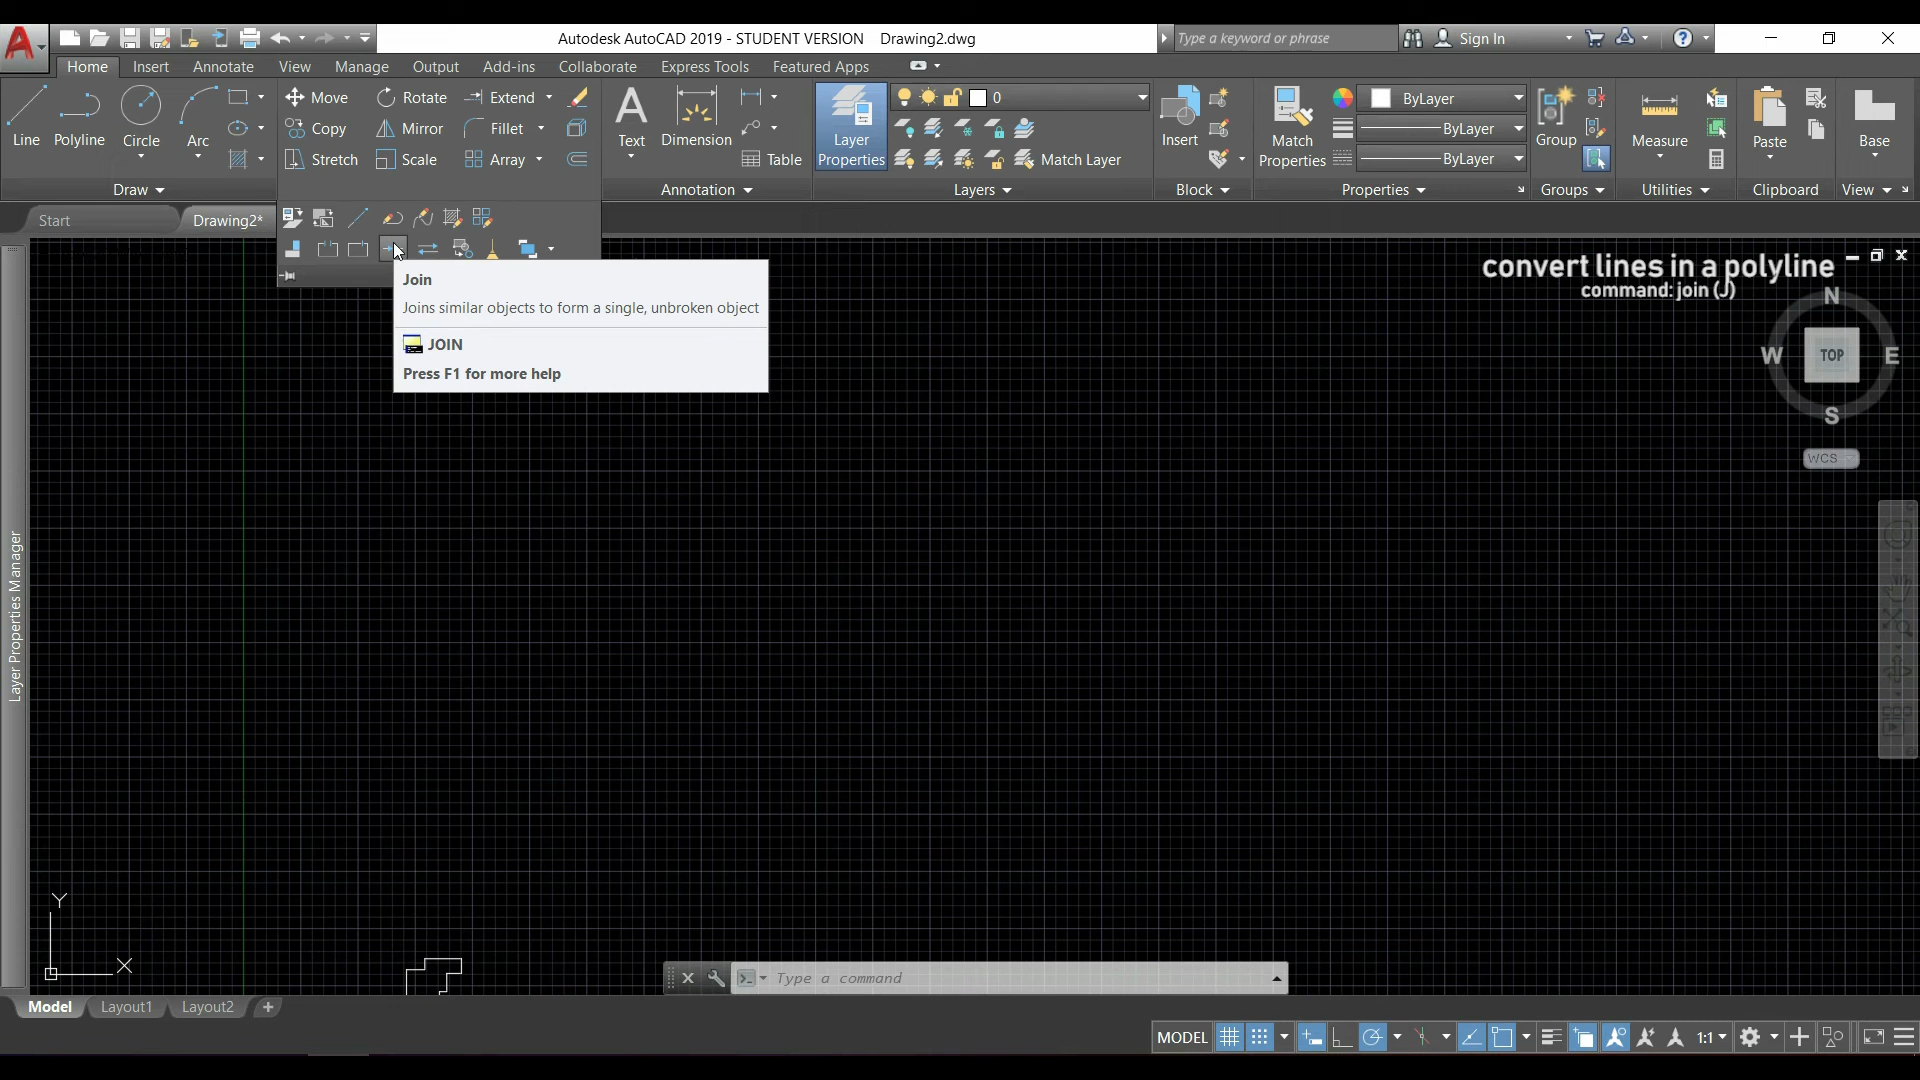 Autodesk AutoCAD 2019 - STUDENT VERSION Drawing2.dwg
Type a keyword or phrase
Sign In
Home Insert Annotate View Manage Output Add-ins Collaborate Express Tools Featured Apps
Line Polyline Circle Arc
Draw
Move Rotate Extend
Copy Mirror Fillet
Stretch Scale Array
Text Dimension
Table
Annotation
Layer
Properties
0
Match Layer
Layers
Insert
Block
Match
Properties
ByLayer
ByLayer
ByLayer
Properties
Group
Groups
Measure
Utilities
Paste
Clipboard
Base
View
Start Drawing2*
Join
Joins similar objects to form a single, unbroken object
JOIN
Press F1 for more help
convert lines in a polyline
command: join (J)
N
W TOP E
S
WCS
Layer Properties Manager
Y
X
Type a command
Model Layout1 Layout2
MODEL
1:1